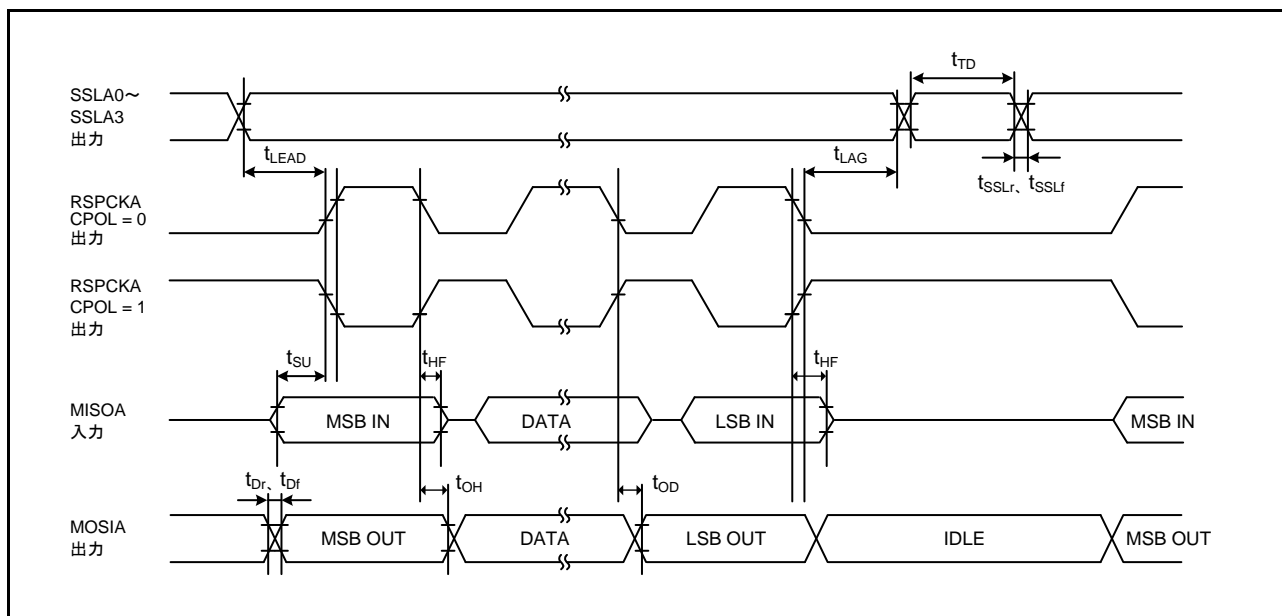 tTD
SSLA0～
SSLA3
出力
tLEAD
tLAG
tSSLr、tSSLf
RSPCKA
CPOL = 0
出力
RSPCKA
CPOL = 1
出力
tSU
tHF
tHF
MISOA
入力
MSB IN
DATA
LSB IN
MSB IN
tDr、tDf
tOH
tOD
MOSIA
出力
MSB OUT
DATA
LSB OUT
IDLE
MSB OUT